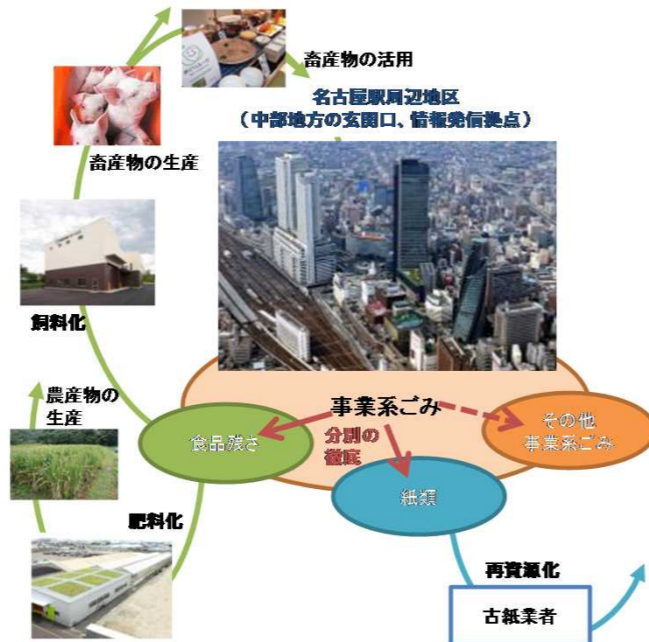 畜産物の活用
名古屋駅周辺地区
（中部地方の玄関口、情報発信拠点）
畜産物の生産
飼料化
農産物の
生産
事業系ごみ
食品残さ
分別の
徹底
その他
事業系ごみ
紙類
肥料化
再資源化
古紙業者